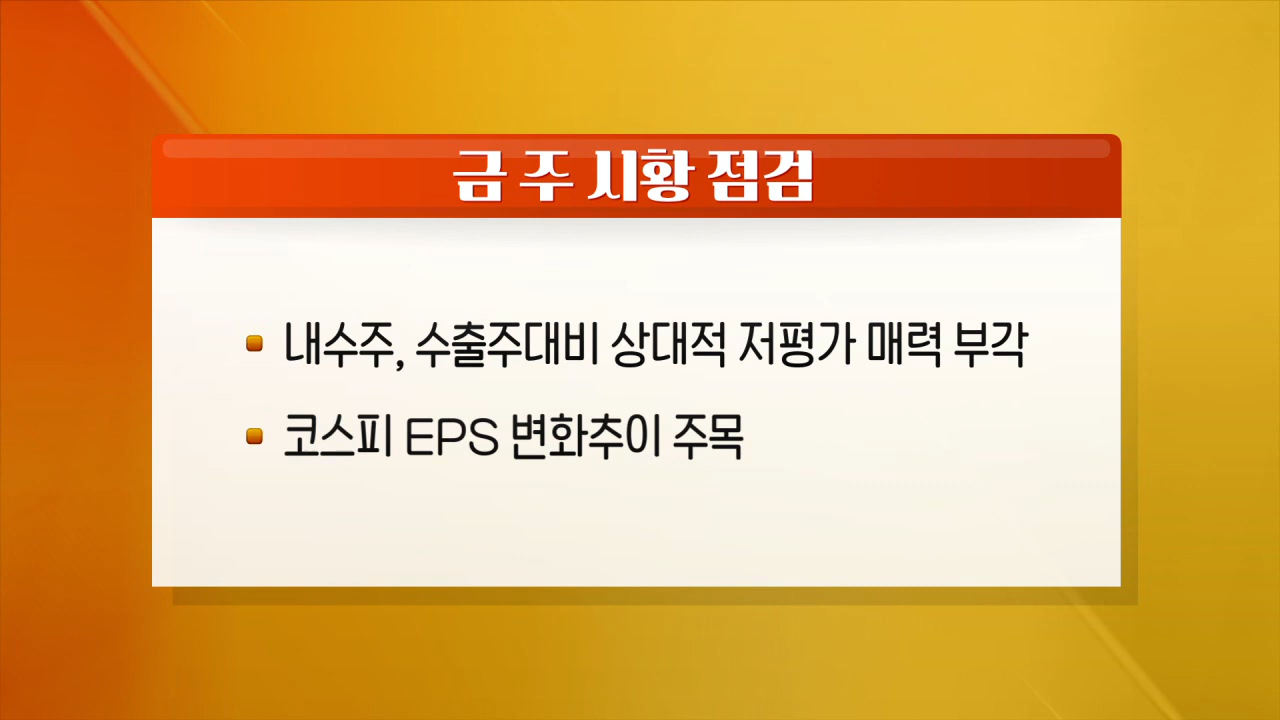 금 주 시황 점검
내수주, 수출주대비 상대적 저평가 매력 부각
코스피 EPS 변화추이 주목